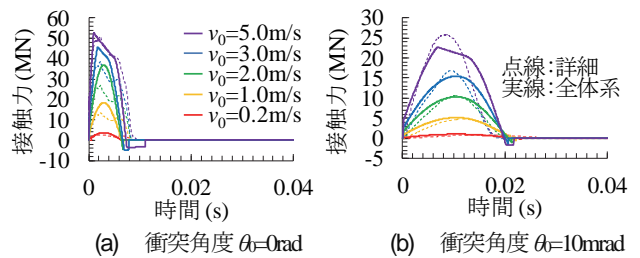 (a)
接触力 (MN)
60
50
40
30
20
10
0
-10
0
0.02
0.04
時間 (s)
v₀=5.0m/s
v₀=3.0m/s
v₀=2.0m/s
v₀=1.0m/s
v₀=0.2m/s
(a) 衝突角度 θ₀=0rad
(b)
接触力 (MN)
30
25
20
15
10
5
0
-5
0
0.02
0.04
時間 (s)
点線：詳細
実線：全体系
(b) 衝突角度 θ₀=10mrad